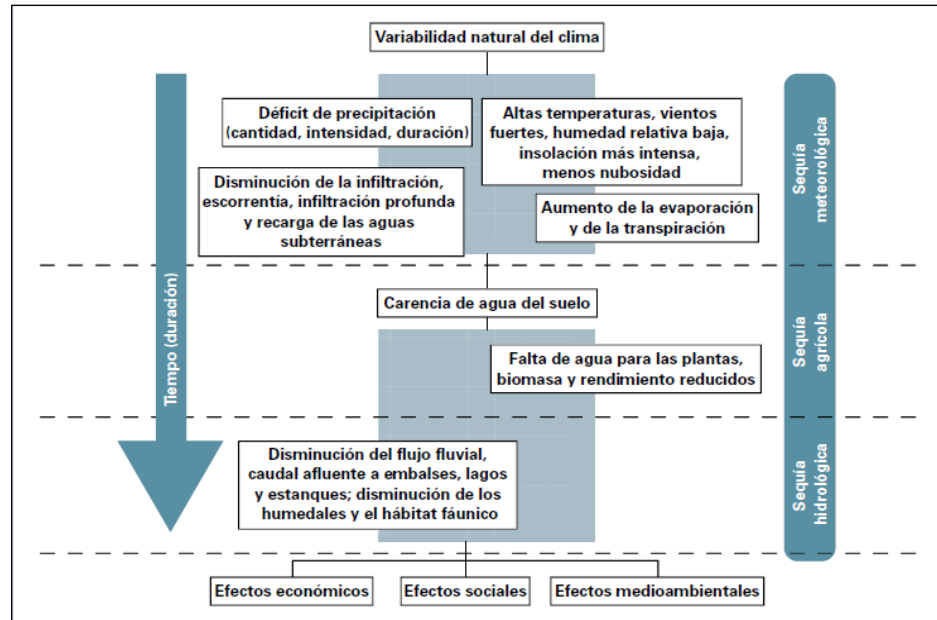 Variabilidad natural del clima
Déficit de precipitación
(cantidad, intensidad, duración)
Altas temperaturas, vientos
fuertes, humedad relativa baja,
insolación más intensa,
menos nubosidad
Disminución de la infiltración,
escorrentía, infiltración profunda
y recarga de las aguas
subterráneas
Aumento de la evaporación
y de la transpiración
Sequía
meteorológica
Tiempo (duración)
Carencia de agua del suelo
Falta de agua para las plantas,
biomasa y rendimiento reducidos
Sequía
agrícola
Disminución del flujo fluvial,
caudal afluente a embalses, lagos
y estanques; disminución de los
humedales y el hábitat fáunico
Sequía
hidrológica
Efectos económicos
Efectos sociales
Efectos medioambientales